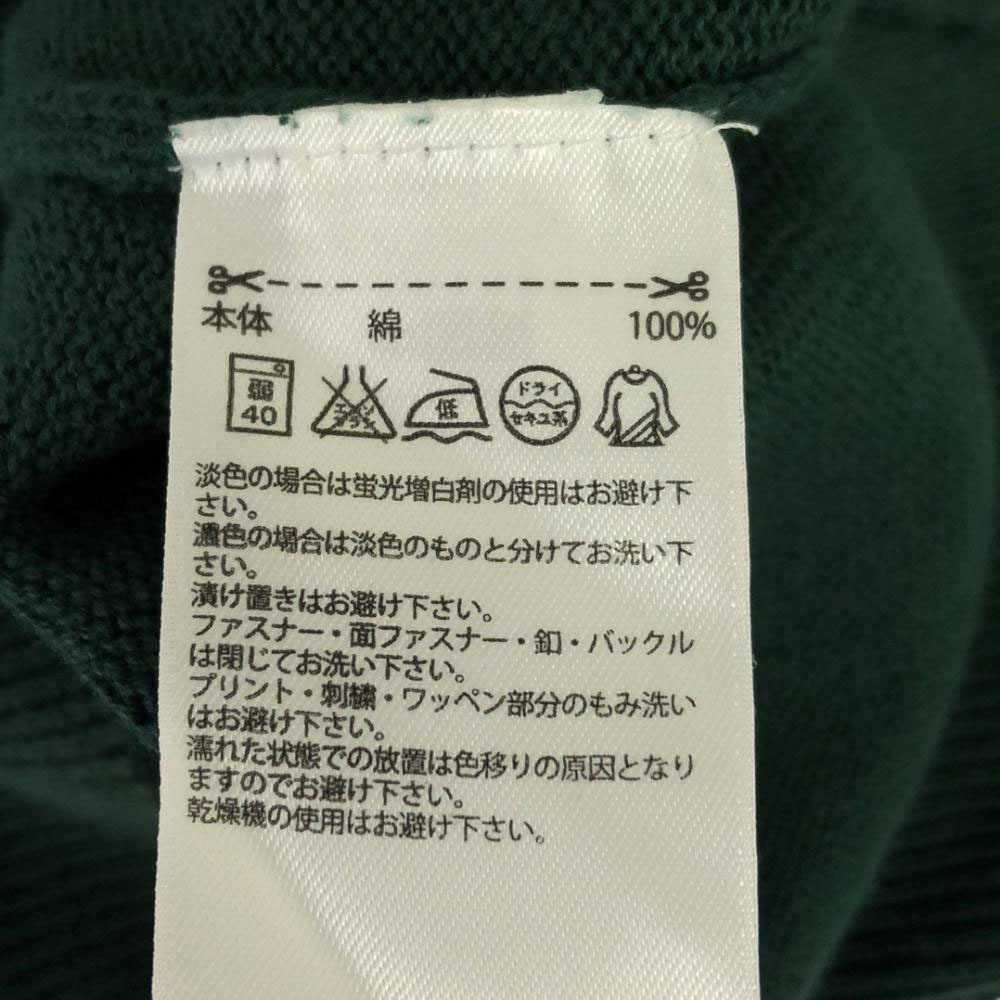 本体 綿 100%
弱 40 エンソ サラシ 低 ドライ セキユ系
淡色の場合は蛍光増白剤の使用はお避け下
さい。
濃色の場合は淡色のものと分けてお洗い下
さい。
漬け置きはお避け下さい。
ファスナー・面ファスナー・釦・バックル
は閉じてお洗い下さい。
プリント・刺繍・ワッペン部分のもみ洗い
はお避け下さい。
濡れた状態での放置は色移りの原因となり
ますのでお避け下さい。
乾燥機の使用はお避け下さい。